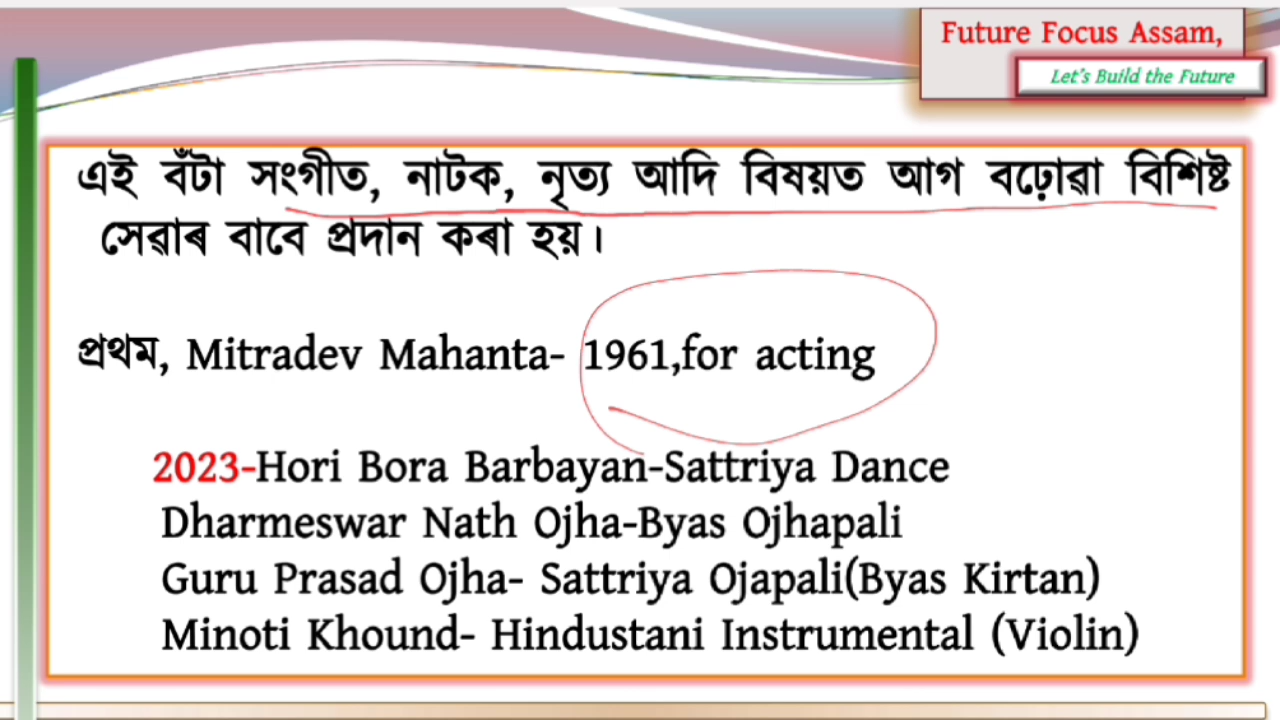 Future Focus Assam,
Let's Build the Future
এই বঁটা সংগীত, নাটক, নৃত্য আদি বিষয়ত আগ বঢ়োৱা বিশিষ্ট
সেৱাৰ বাবে প্ৰদান কৰা হয়।
প্ৰথম, Mitradev Mahanta- 1961,for acting
2023-Hori Bora Barbayan-Sattriya Dance
Dharmeswar Nath Ojha-Byas Ojhapali
Guru Prasad Ojha- Sattriya Ojapali(Byas Kirtan)
Minoti Khound- Hindustani Instrumental (Violin)